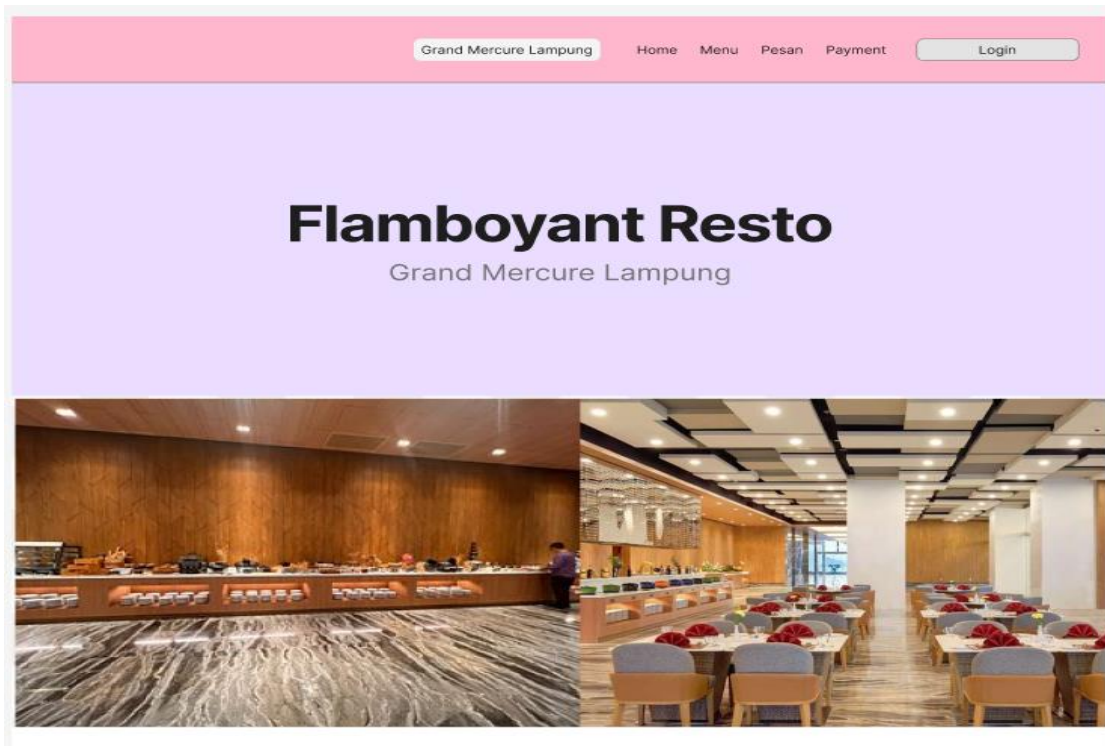 Grand Mercure Lampung Home Menu Pesan Payment Login
Flamboyant Resto
Grand Mercure Lampung